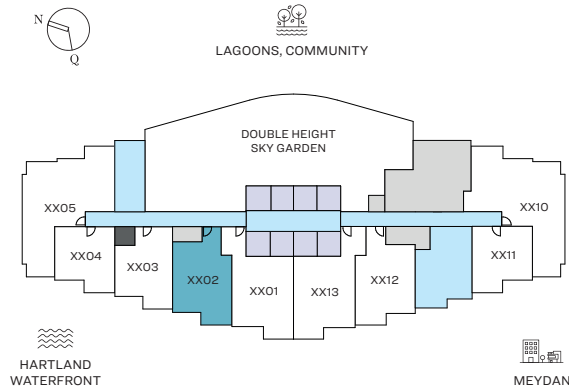 N
Q
LAGOONS, COMMUNITY
DOUBLE HEIGHT
SKY GARDEN
XX05
XX10
XX04
XX03
XX02
XX01
XX13
XX12
XX11
HARTLAND
WATERFRONT
MEYDAN